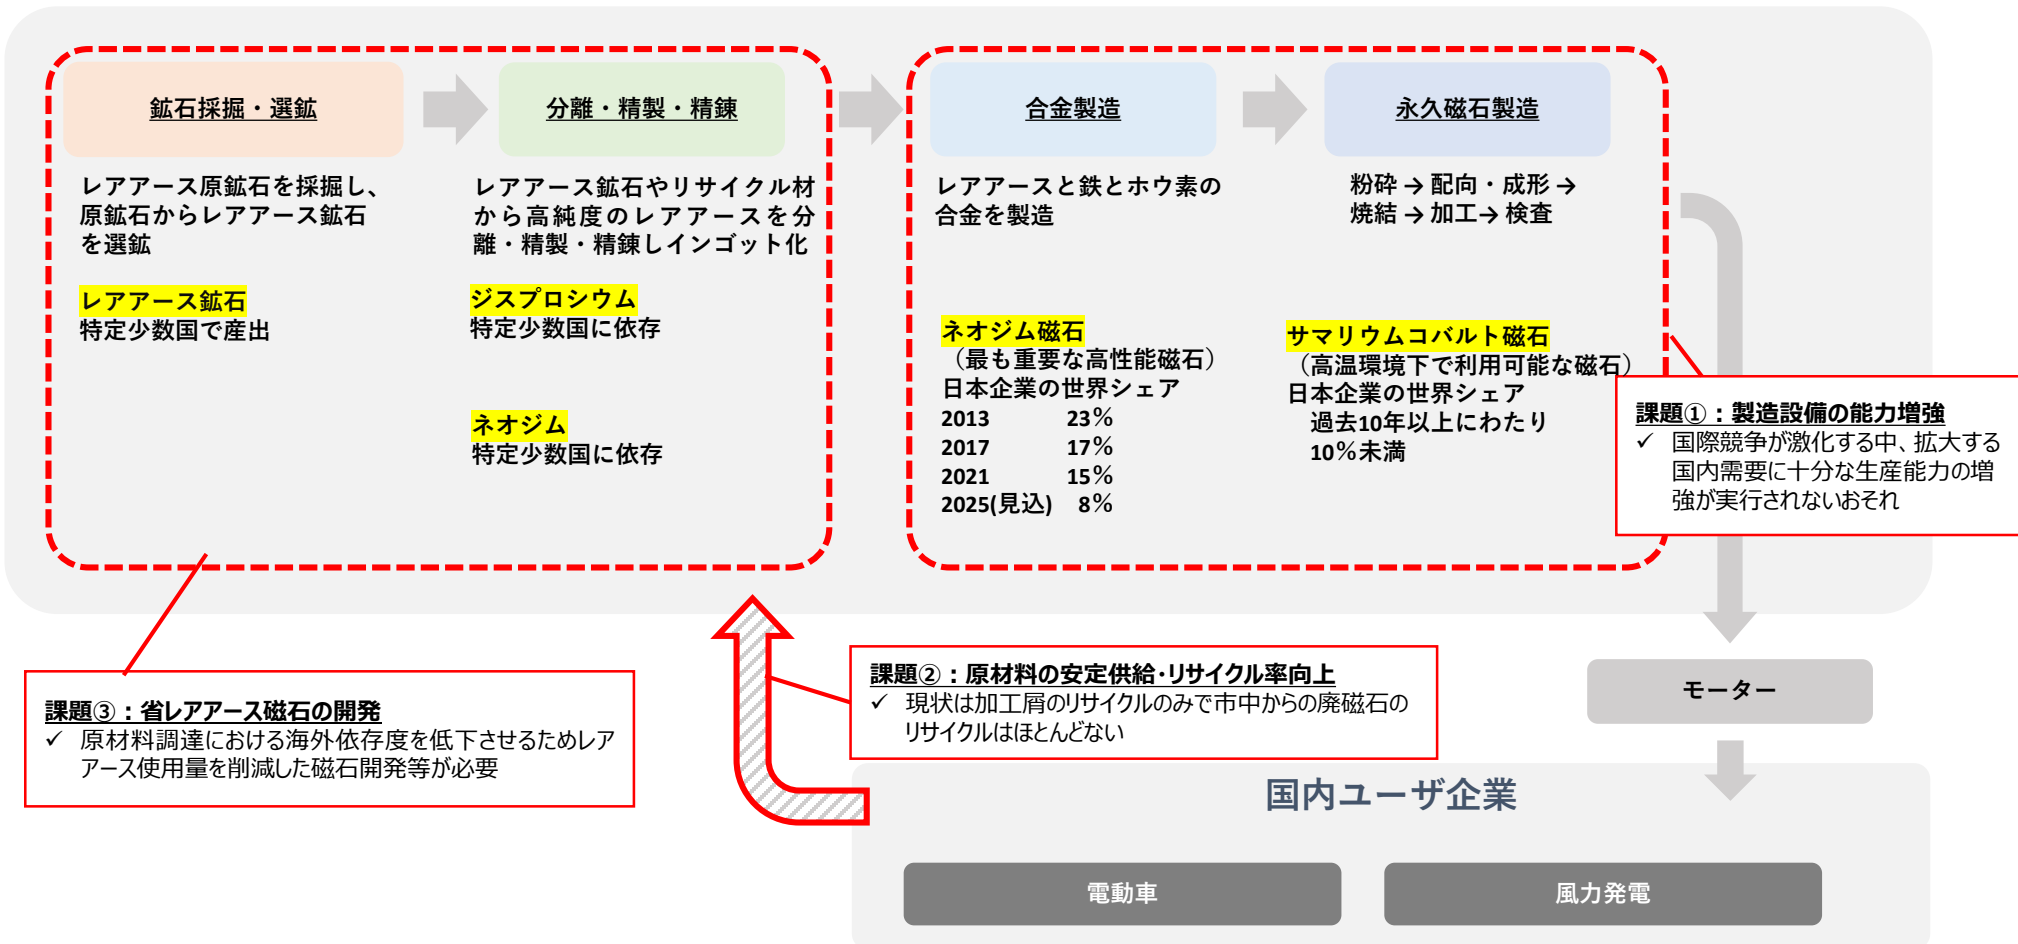 鉱石採掘・選鉱
レアアース原鉱石を採掘し、
原鉱石からレアアース鉱石
を選鉱
レアアース鉱石
特定少数国で産出
分離・精製・精錬
レアアース鉱石やリサイクル材
から高純度のレアアースを分
離・精製・精錬しインゴット化
ジスプロシウム
特定少数国に依存
ネオジム
特定少数国に依存
合金製造
レアアースと鉄とホウ素の
合金を製造
ネオジム磁石
（最も重要な高性能磁石）
日本企業の世界シェア
2013 23％
2017 17％
2021 15％
2025(見込) 8％
永久磁石製造
粉砕→配向・成形→
焼結→加工→検査
サマリウムコバルト磁石
（高温環境下で利用可能な磁石）
日本企業の世界シェア
過去10年以上にわたり
10％未満
課題①：製造設備の能力増強
✓ 国際競争が激化する中、拡大する
国内需要に十分な生産能力の増
強が実行されないおそれ
課題③：省レアアース磁石の開発
✓ 原材料調達における海外依存度を低下させるためレア
アース使用量を削減した磁石開発等が必要
課題②：原材料の安定供給・リサイクル率向上
✓ 現状は加工屑のリサイクルのみで市中からの廃磁石の
リサイクルはほとんどない
モーター
国内ユーザ企業
電動車
風力発電